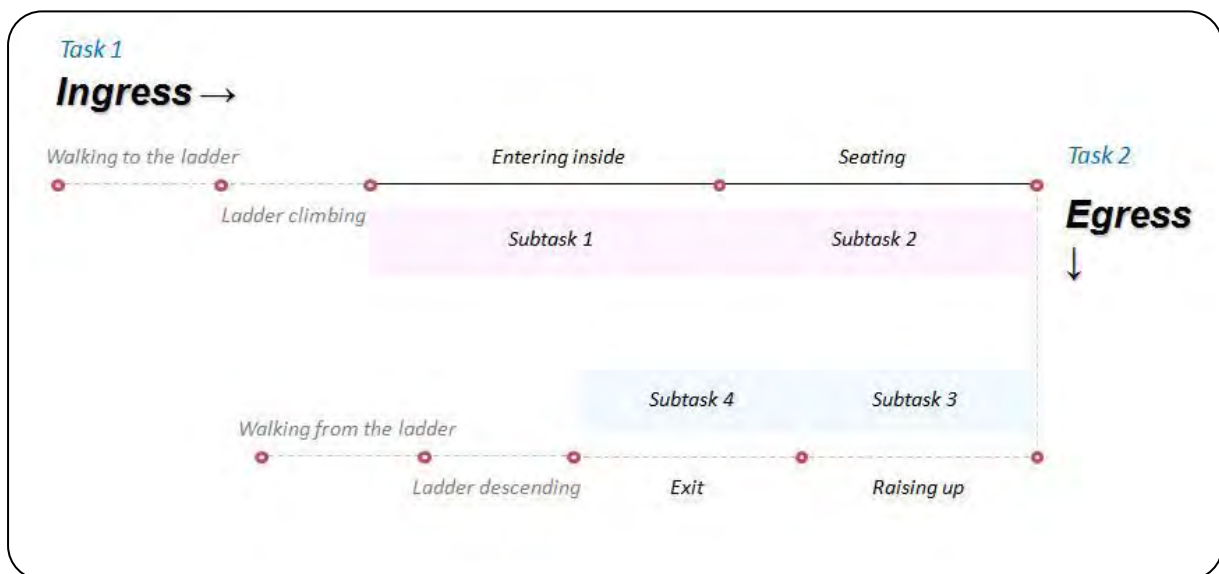 Task 1
Ingress →
Walking to the ladder
Entering inside
Seating
Task 2
Ladder climbing
Egress
↓
Subtask 1
Subtask 2
Subtask 4
Subtask 3
Walking from the ladder
Ladder descending
Exit
Raising up